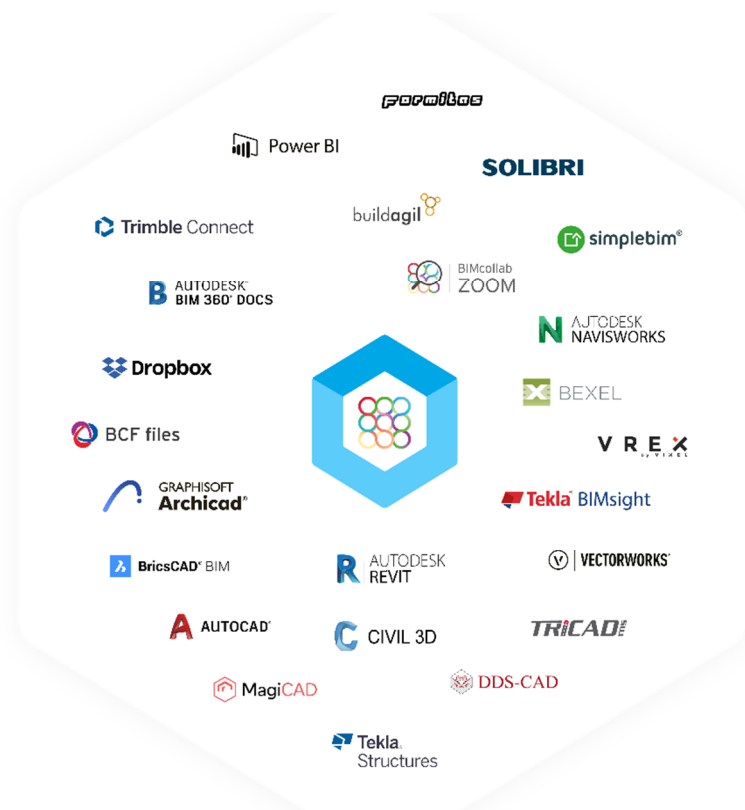 formitas
Power BI
SOLIBRI
buildagil
Trimble Connect
simplebim®
BIMcollab
ZOOM
AUTODESK®
BIM 360® DOCS
AUTODESK
NAVISWORKS
Dropbox
BEXEL
BCF files
VREX
by VIXEL
GRAPHISOFT
Archicad®
Tekla® BIMsight
BricsCAD® BIM
AUTODESK
REVIT
VECTORWORKS®
AUTOCAD®
CIVIL 3D
TRICAD
MagiCAD
DDS-CAD
Tekla®
Structures